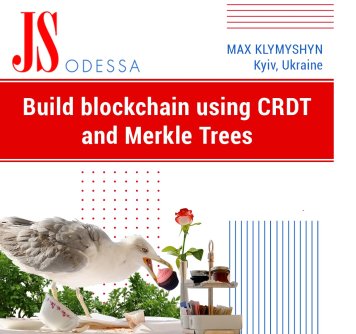 JS ODESSA
MAX KLYMYSHYN
Kyiv, Ukraine
Build blockchain using CRDT
and Merkle Trees